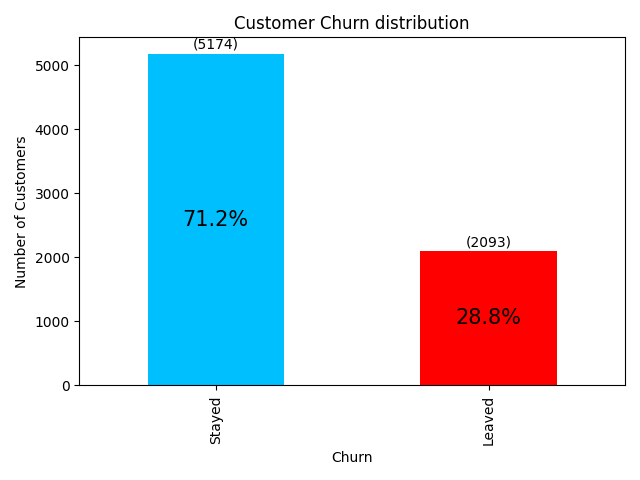 Customer Churn distribution
(5174)
5000
4000
3000
2000
1000
0
Number of Customers
71.2%
(2093)
28.8%
Stayed
Leaved
Churn